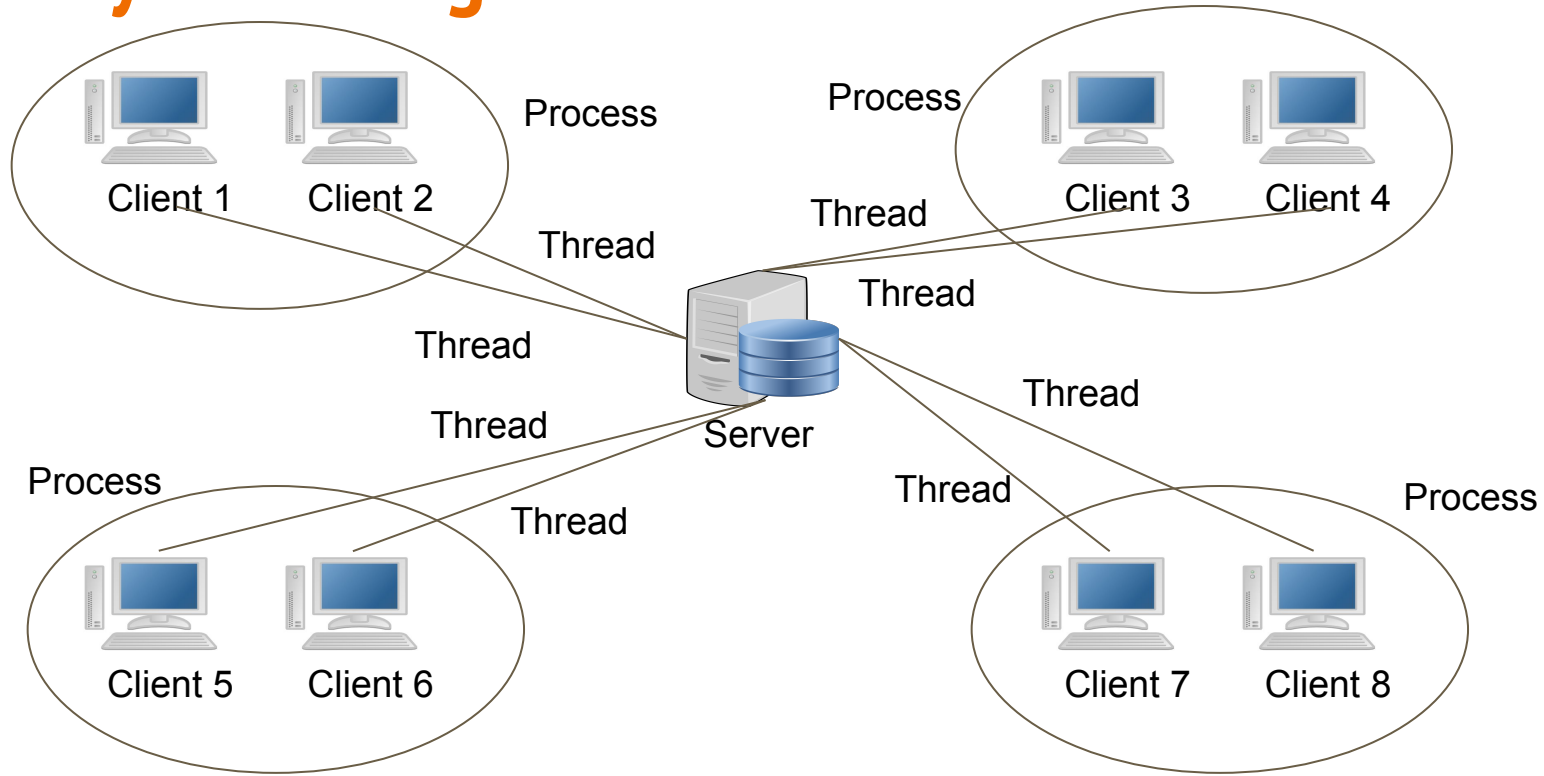 Process
Process
Client 1
Client 2
Client 3
Client 4
Thread
Thread
Thread
Thread
Thread
Thread
Server
Thread
Thread
Process
Process
Client 5
Client 6
Client 7
Client 8